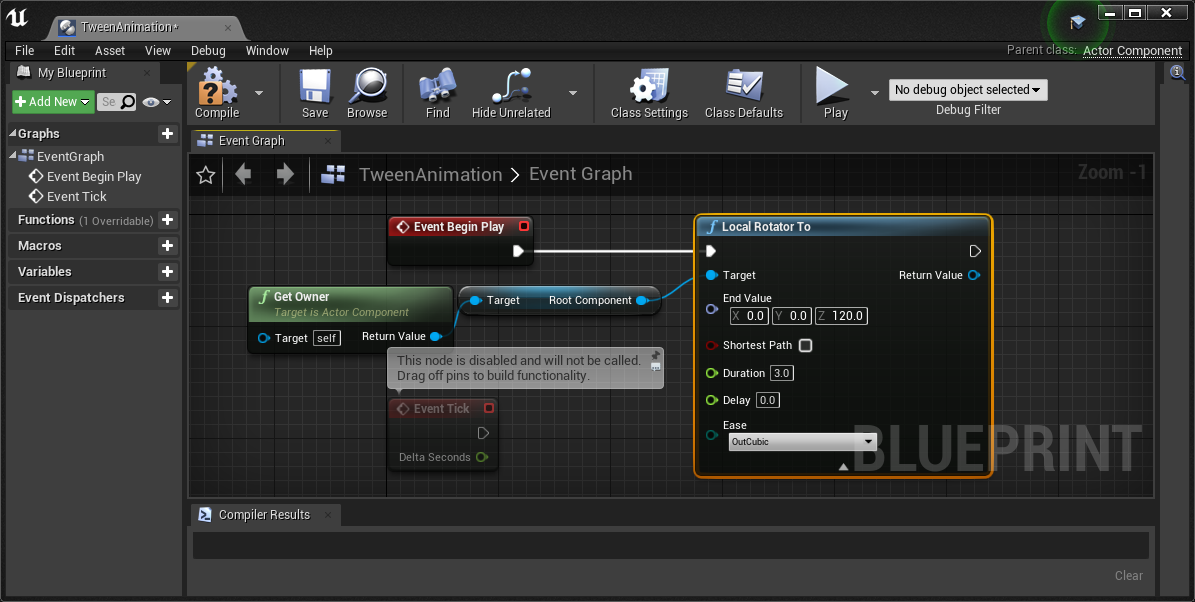 TweenAnimation*
File Edit Asset View Debug Window Help
Parent class: Actor Component
My Blueprint
Add New
Se
Graphs
EventGraph
Event Begin Play
Event Tick
Functions (1 Overridable)
Macros
Variables
Event Dispatchers
Compile
Save
Browse
Find
Hide Unrelated
Class Settings
Class Defaults
Play
No debug object selected
Debug Filter
Event Graph
TweenAnimation > Event Graph
Zoom -1
Event Begin Play
Get Owner
Target is Actor Component
Target self
Return Value
Target Root Component
This node is disabled and will not be called.
Drag off pins to build functionality.
Event Tick
Delta Seconds
Local Rotator To
Target Return Value
End Value
X 0.0 Y 0.0 Z 120.0
Shortest Path
Duration 3.0
Delay 0.0
Ease
OutCubic
BLUEPRINT
Compiler Results
Clear